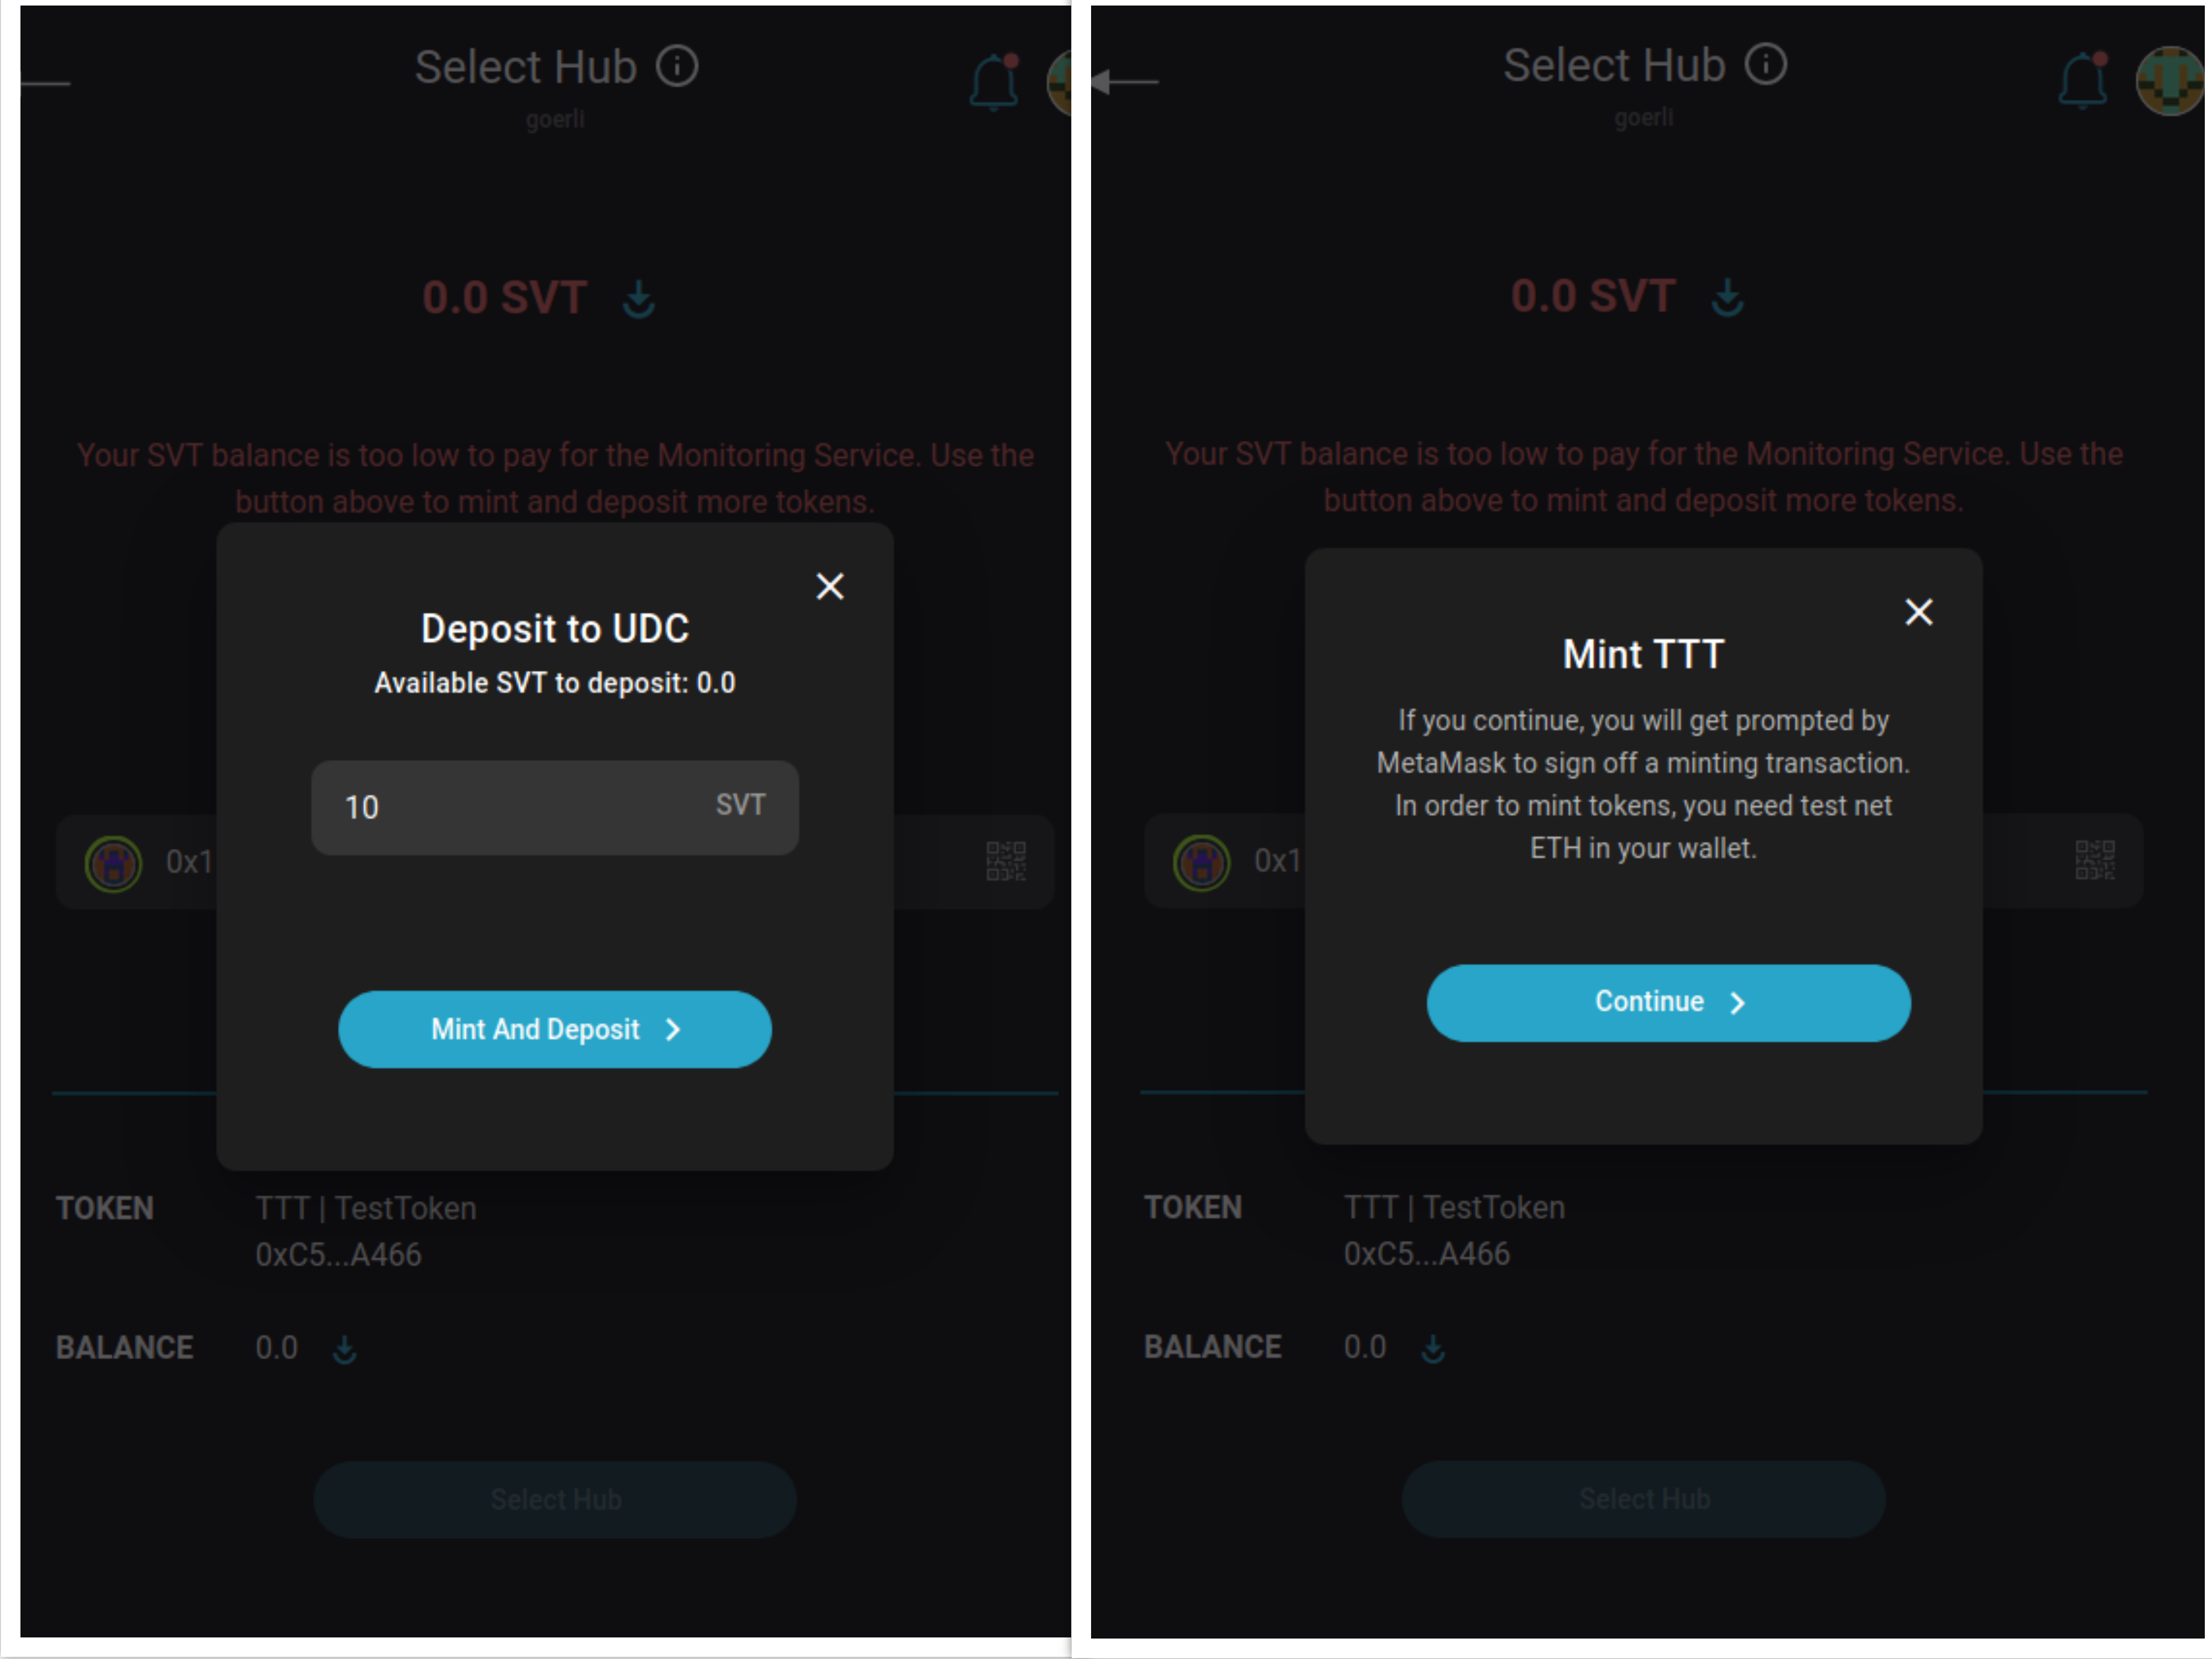 Select Hub
goerli
0.0 SVT
Your SVT balance is too low to pay for the Monitoring Service. Use the
button above to mint and deposit more tokens.
Deposit to UDC
Available SVT to deposit: 0.0
10 SVT
0x1
Mint And Deposit
TOKEN TTT | TestToken
0xC5...A466
BALANCE 0.0
Select Hub
Select Hub
goerli
0.0 SVT
Your SVT balance is too low to pay for the Monitoring Service. Use the
button above to mint and deposit more tokens.
Mint TTT
If you continue, you will get prompted by
MetaMask to sign off a minting transaction.
In order to mint tokens, you need test net
ETH in your wallet.
0x1
Continue
TOKEN TTT | TestToken
0xC5...A466
BALANCE 0.0
Select Hub